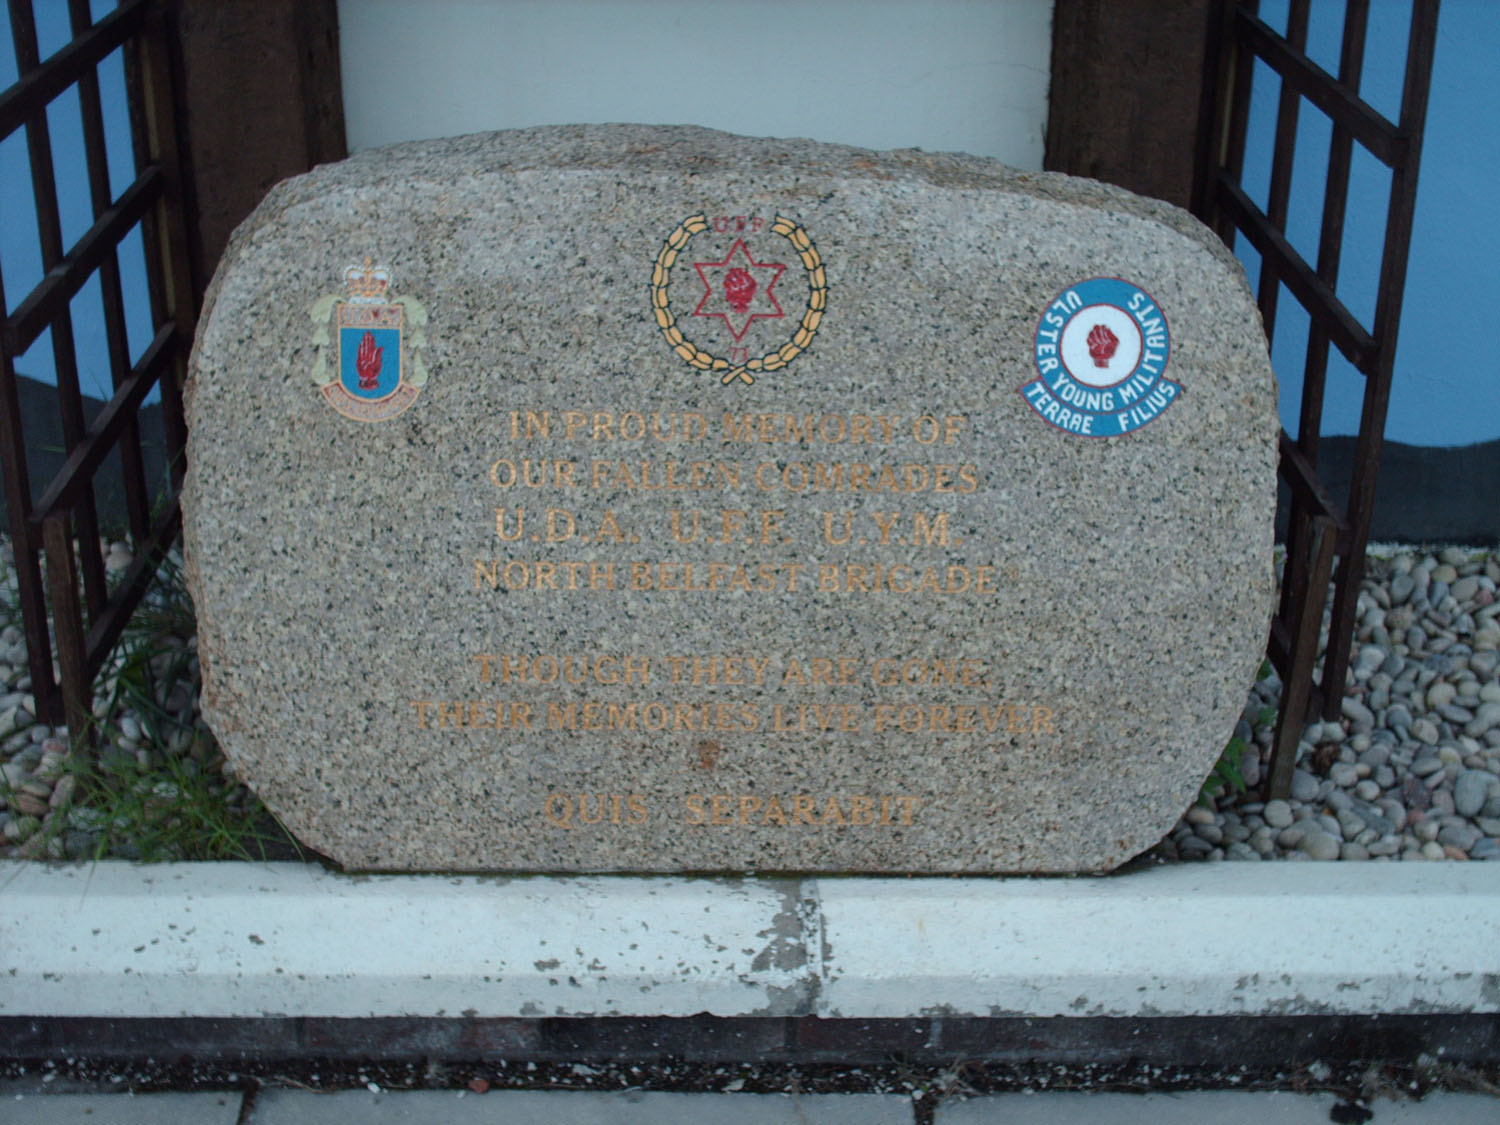 UFF
73
ULSTER YOUNG MILITANTS
TERRAE FILIUS
IN PROUD MEMORY OF
OUR FALLEN COMRADES
U.D.A. U.F.F. U.Y.M.
NORTH BELFAST BRIGADE
THOUGH THEY ARE GONE,
THEIR MEMORIES LIVE FOREVER
QUIS SEPARABIT